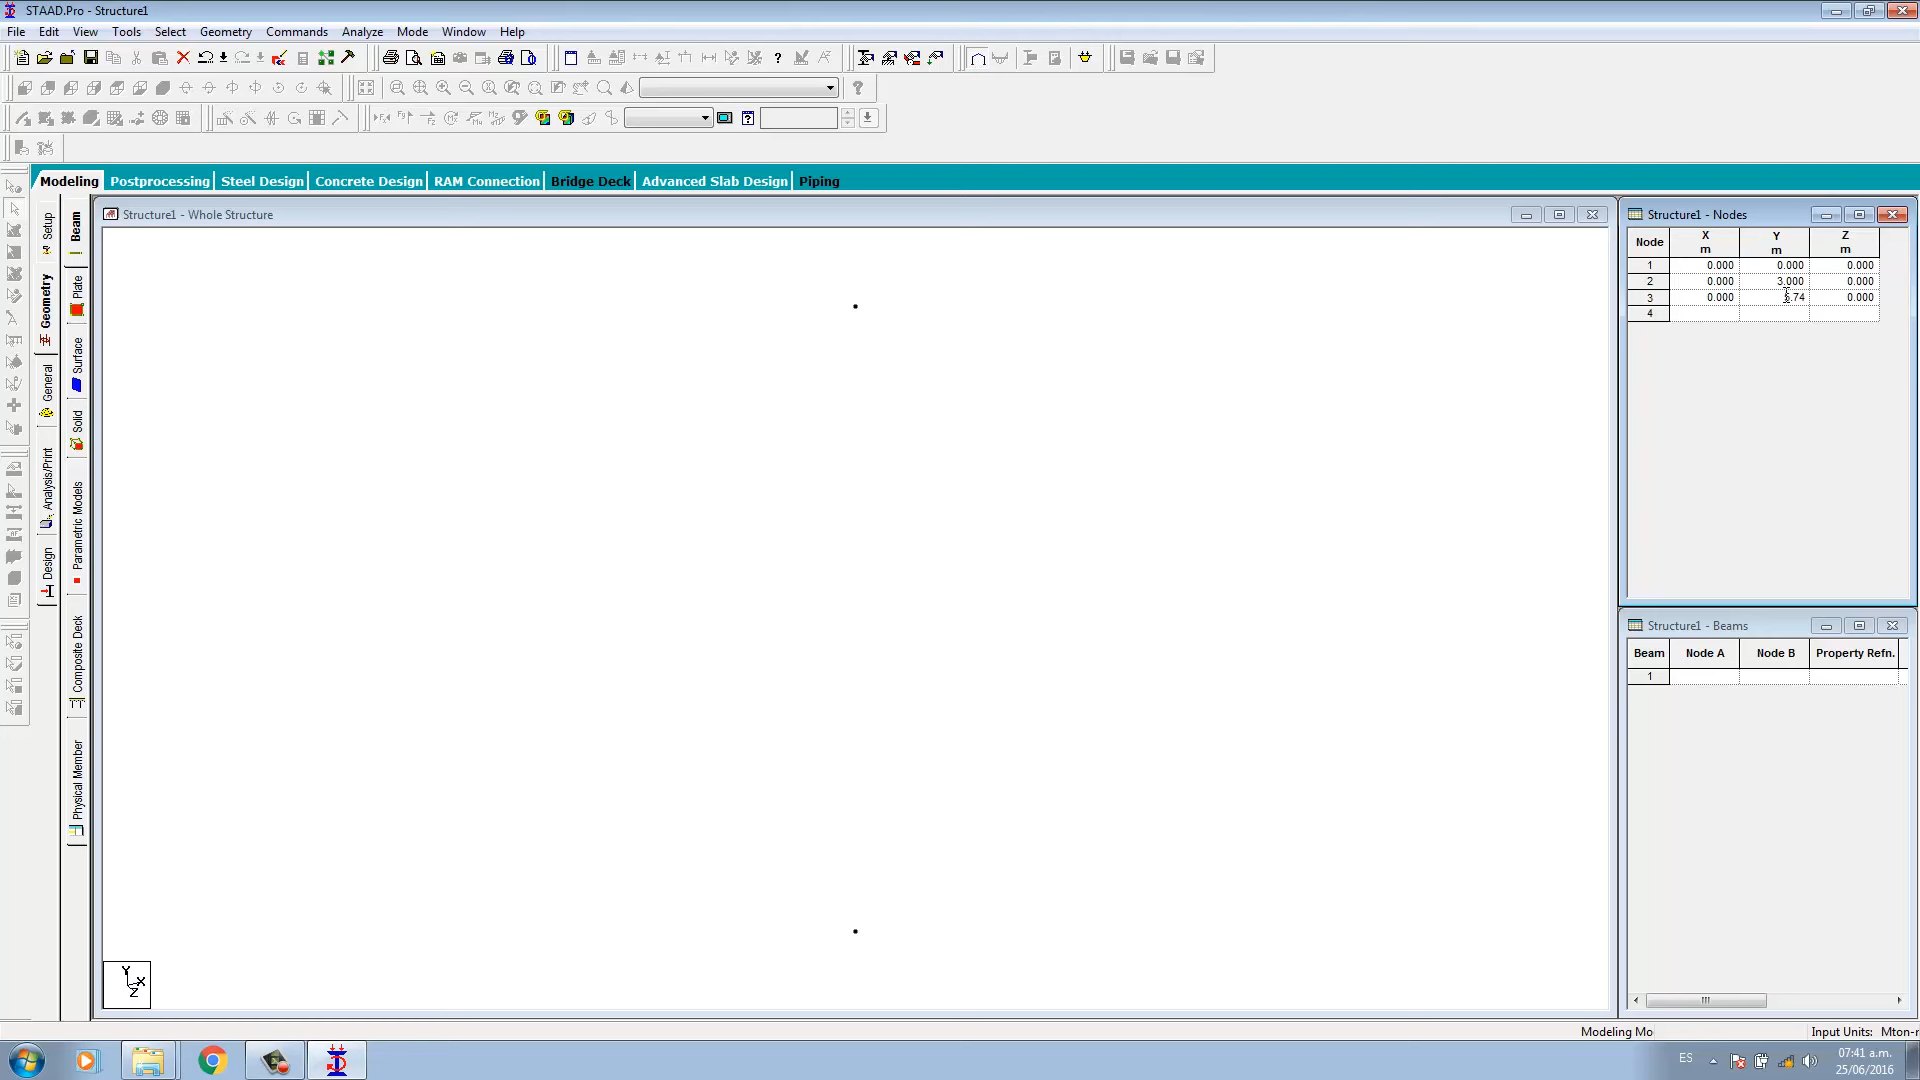 STAAD.Pro - Structure1
File Edit View Tools Select Geometry Commands Analyze Mode Window Help
Modeling Postprocessing Steel Design Concrete Design RAM Connection Bridge Deck Advanced Slab Design Piping
Setup
Geometry
General
Analysis/Print
Design
Beam
Plate
Surface
Solid
Parametric Models
Composite Deck
Physical Member
Structure1 - Whole Structure
Y
X
Z
Structure1 - Nodes
Node X m Y m Z m
1 0.000 0.000 0.000
2 0.000 3.000 0.000
3 0.000 .74 0.000
4
Structure1 - Beams
Beam Node A Node B Property Refn.
1
Modeling Mo Input Units: Mton-
ES
07:41 a.m.
25/06/2016